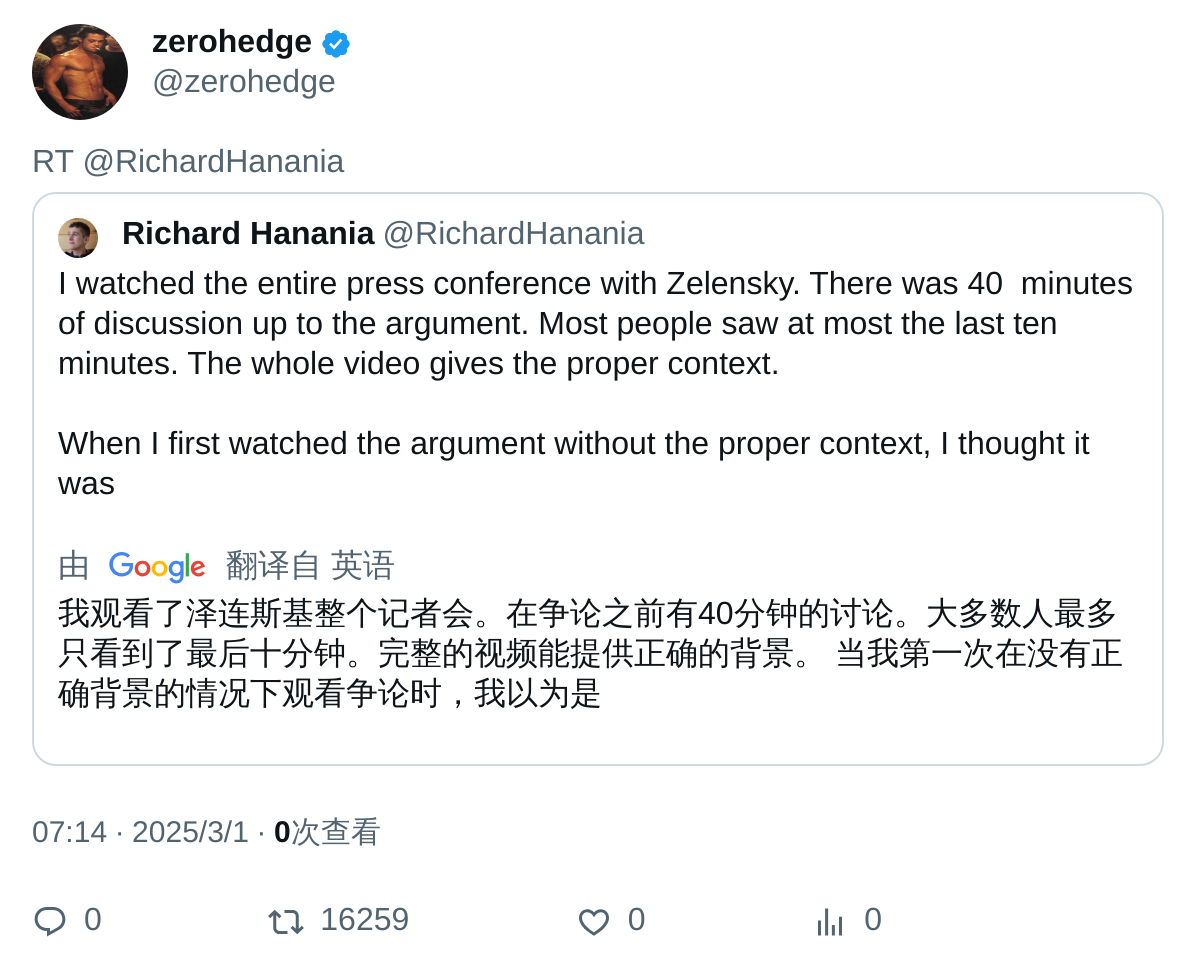 zerohedge
@zerohedge
RT @RichardHanania
Richard Hanania @RichardHanania
I watched the entire press conference with Zelensky. There was 40  minutes
of discussion up to the argument. Most people saw at most the last ten
minutes. The whole video gives the proper context.
When I first watched the argument without the proper context, I thought it
was
由 Google 翻译自 英语
我观看了泽连斯基整个记者会。在争论之前有40分钟的讨论。大多数人最多
只看到了最后十分钟。完整的视频能提供正确的背景。 当我第一次在没有正
确背景的情况下观看争论时，我以为是
07:14 · 2025/3/1 · 0次查看
0 16259 0 0